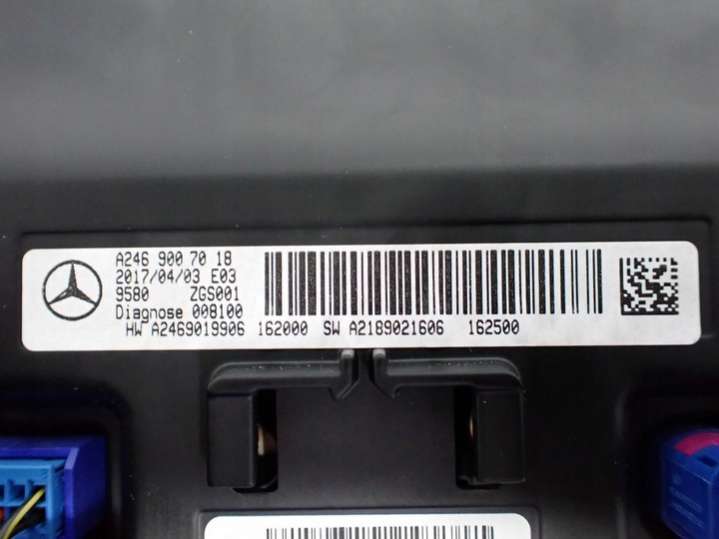 A246 900 70 18
2017/04/03 E03
9580 ZGS001
Diagnose 008100
HW A2469019906 162000 SW A2189021606 162500